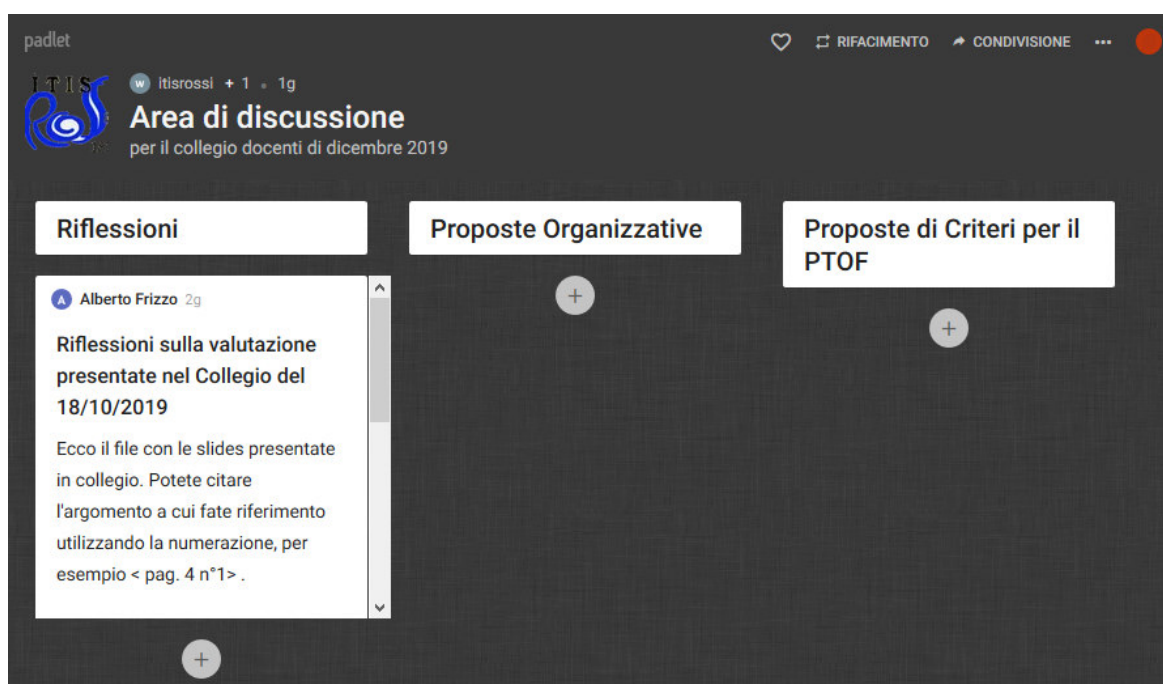 padlet
RIFACIMENTO
CONDIVISIONE
ITIS
w itisrossi + 1 • 1g
Area di discussione
per il collegio docenti di dicembre 2019
Riflessioni
Proposte Organizzative
Proposte di Criteri per il
PTOF
A Alberto Frizzo 2g
Riflessioni sulla valutazione
presentate nel Collegio del
18/10/2019
Ecco il file con le slides presentate
in collegio. Potete citare
l'argomento a cui fate riferimento
utilizzando la numerazione, per
esempio < pag. 4 n°1> .